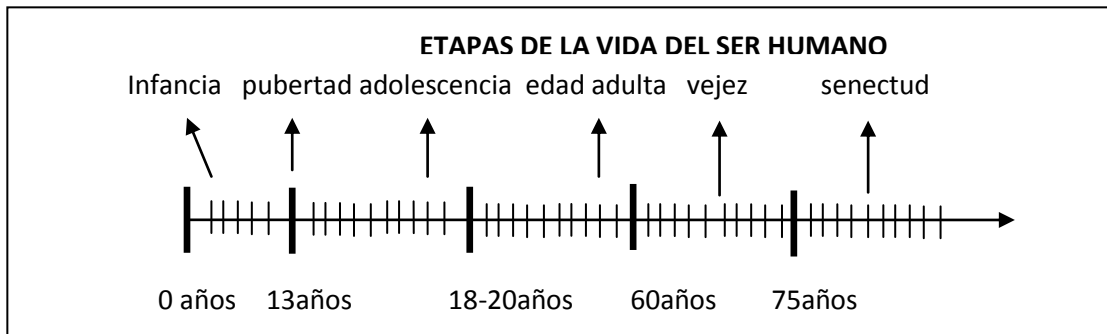 ETAPAS DE LA VIDA DEL SER HUMANO
Infancia pubertad adolescencia edad adulta vejez senectud
0 años 13años 18-20años 60años 75años